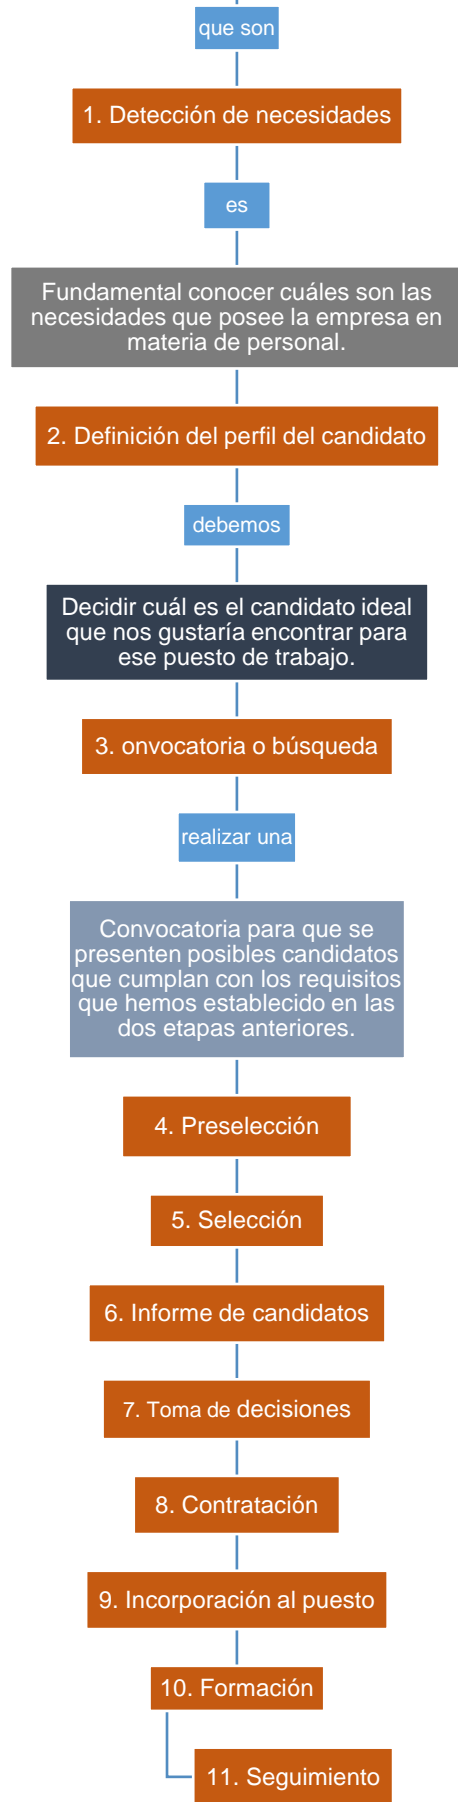 que son
1. Detección de necesidades
es
Fundamental conocer cuáles son las
necesidades que posee la empresa en
materia de personal.
2. Definición del perfil del candidato
debemos
Decidir cuál es el candidato ideal
que nos gustaría encontrar para
ese puesto de trabajo.
3. onvocatoria o búsqueda
realizar una
Convocatoria para que se
presenten posibles candidatos
que cumplan con los requisitos
que hemos establecido en las
dos etapas anteriores.
4. Preselección
5. Selección
6. Informe de candidatos
7. Toma de decisiones
8. Contratación
9. Incorporación al puesto
10. Formación
11. Seguimiento